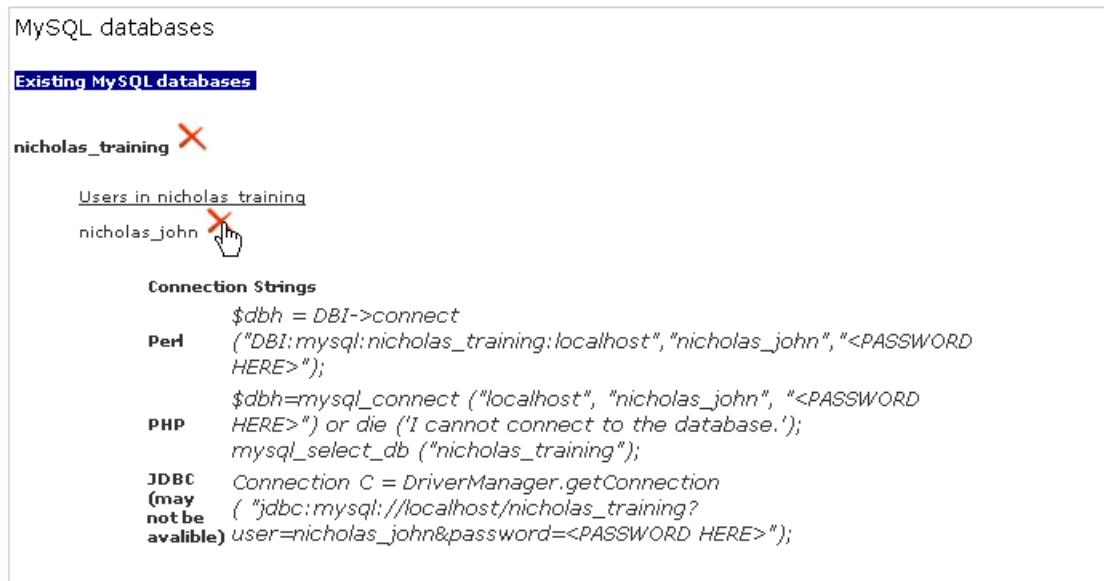 MySQL databases
Existing MySQL databases
nicholas_training
Users in nicholas_training
nicholas_john
Connection Strings
Perl
$dbh = DBI->connect
("DBI:mysql:nicholas_training:localhost","nicholas_john","<PASSWORD
HERE>");
PHP
$dbh=mysql_connect ("localhost", "nicholas_john", "<PASSWORD
HERE>") or die ('I cannot connect to the database.');
mysql_select_db ("nicholas_training");
JDBC
(may
not be
avalible)
Connection C = DriverManager.getConnection
( "jdbc:mysql://localhost/nicholas_training?
user=nicholas_john&password=<PASSWORD HERE>");